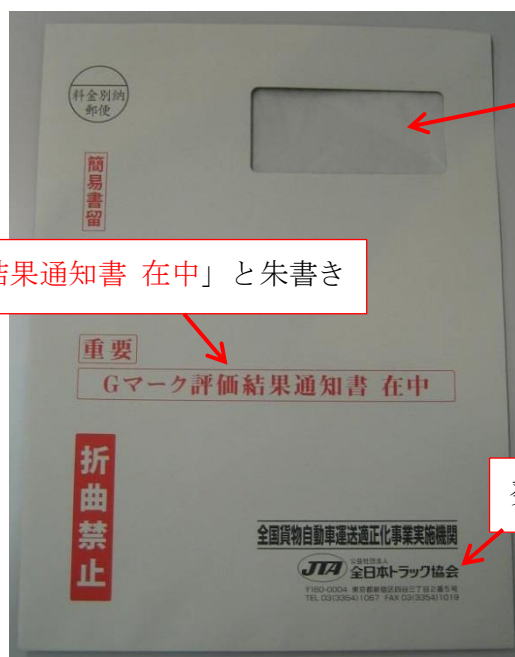 料金別納
郵便
簡易書留
結果通知書 在中」と朱書き
重要
Gマーク評価結果通知書 在中
折曲禁止
全国貨物自動車運送適正化事業実施機関
JTA
公益社団法人
全日本トラック協会
〒160-0004 東京都新宿区四谷三丁目2番5号
TEL 03(3354)1067 FAX 03(3354)1019